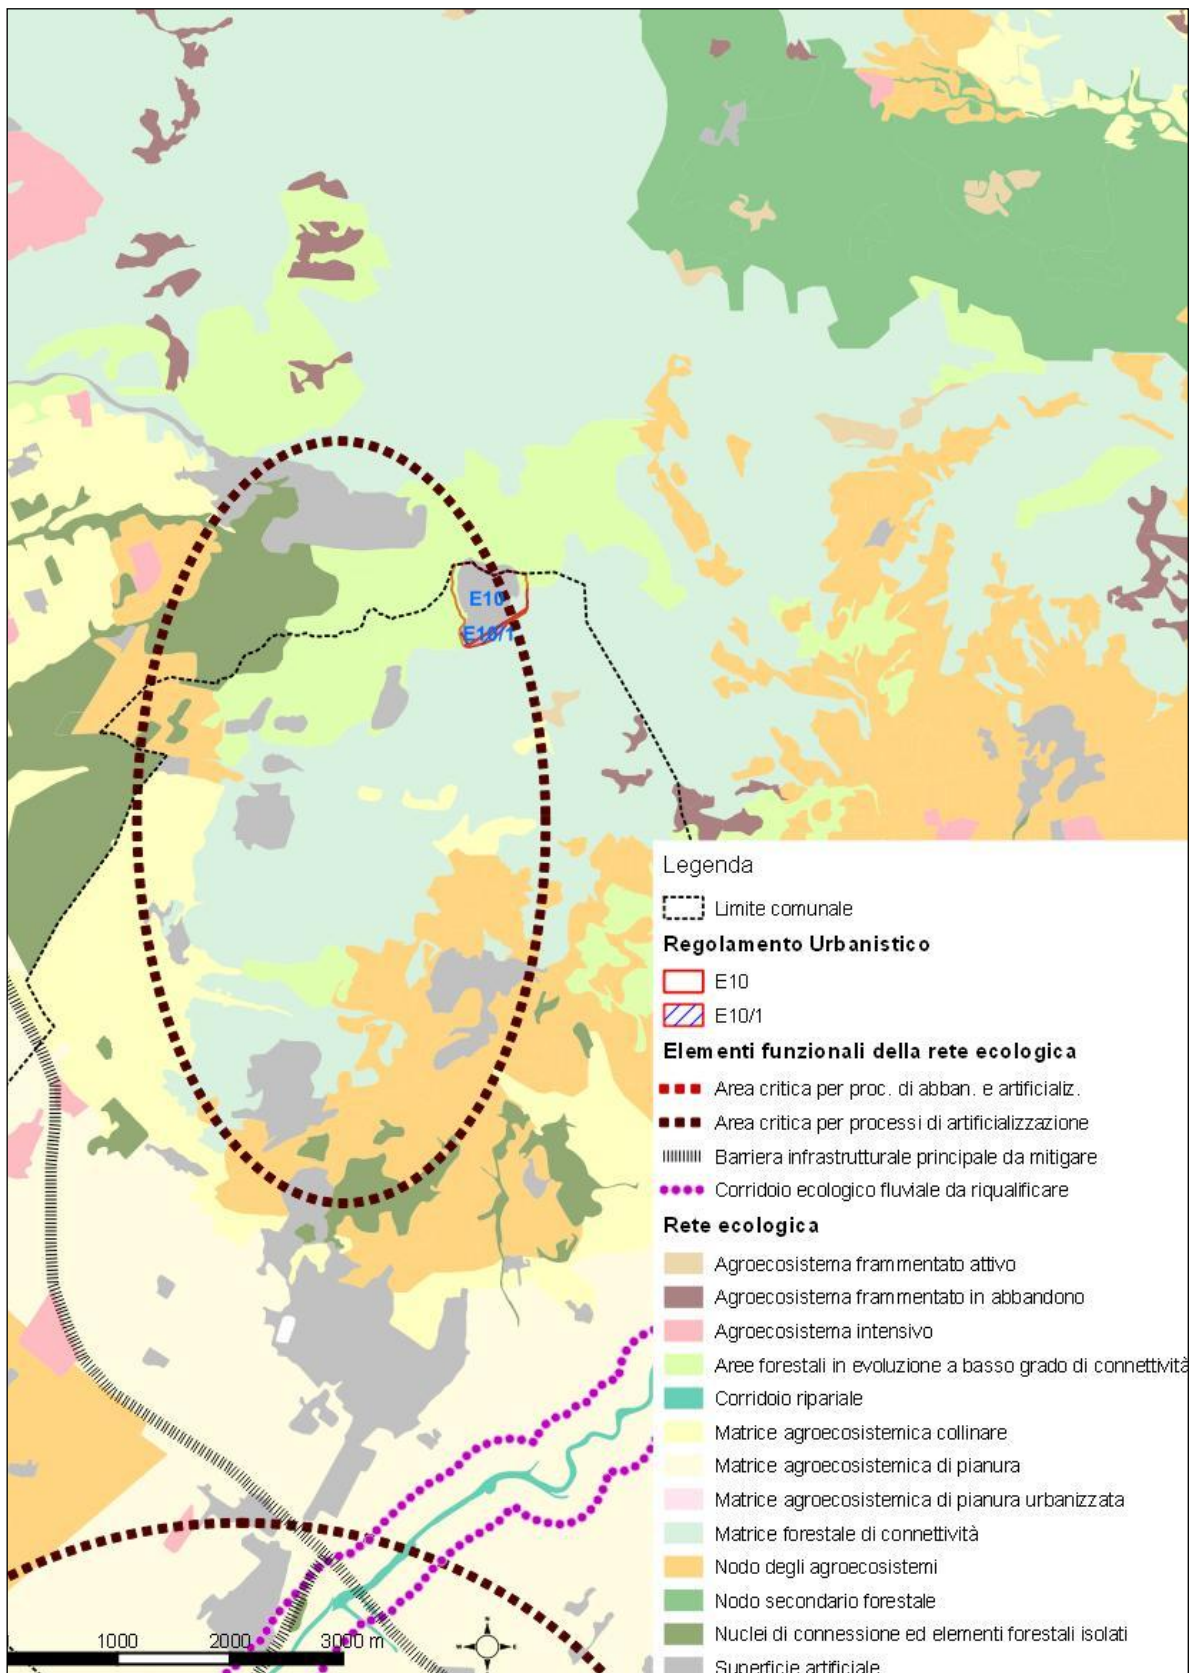 E10
E10/1
Legenda
Limite comunale
Regolamento Urbanistico
E10
E10/1
Elementi funzionali della rete ecologica
Area critica per proc. di abban. e artificializ.
Area critica per processi di artificializzazione
Barriera infrastrutturale principale da mitigare
Corridoio ecologico fluviale da riqualificare
Rete ecologica
Agroecosistema frammentato attivo
Agroecosistema frammentato in abbandono
Agroecosistema intensivo
Aree forestali in evoluzione a basso grado di connettività
Corridoio ripariale
Matrice agroecosistemica collinare
Matrice agroecosistemica di pianura
Matrice agroecosistemica di pianura urbanizzata
Matrice forestale di connettività
Nodo degli agroecosistemi
Nodo secondario forestale
Nuclei di connessione ed elementi forestali isolati
Superficie artificiale
1000 2000 3000 m